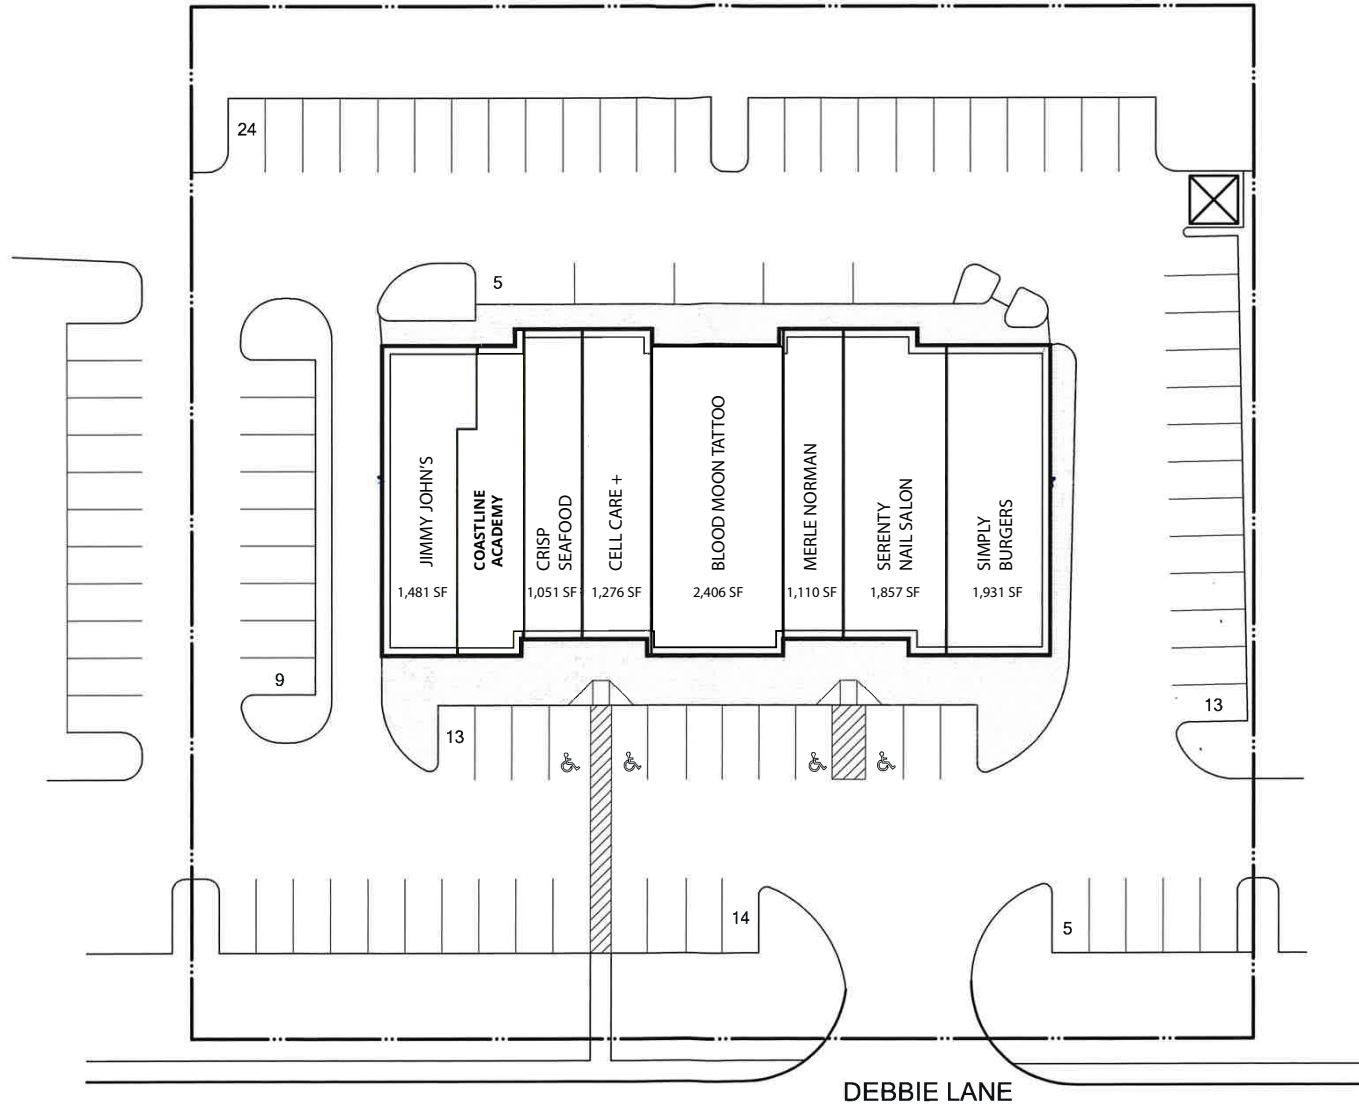 24
5
JIMMY JOHN'S
1,481 SF
COASTLINE
ACADEMY
CRISP
SEAFOOD
1,051 SF
CELL CARE +
1,276 SF
BLOOD MOON TATTOO
2,406 SF
MERLE NORMAN
1,110 SF
SERENTY
NAIL SALON
1,857 SF
SIMPLY
BURGERS
1,931 SF
9
13
13
14
5
DEBBIE LANE